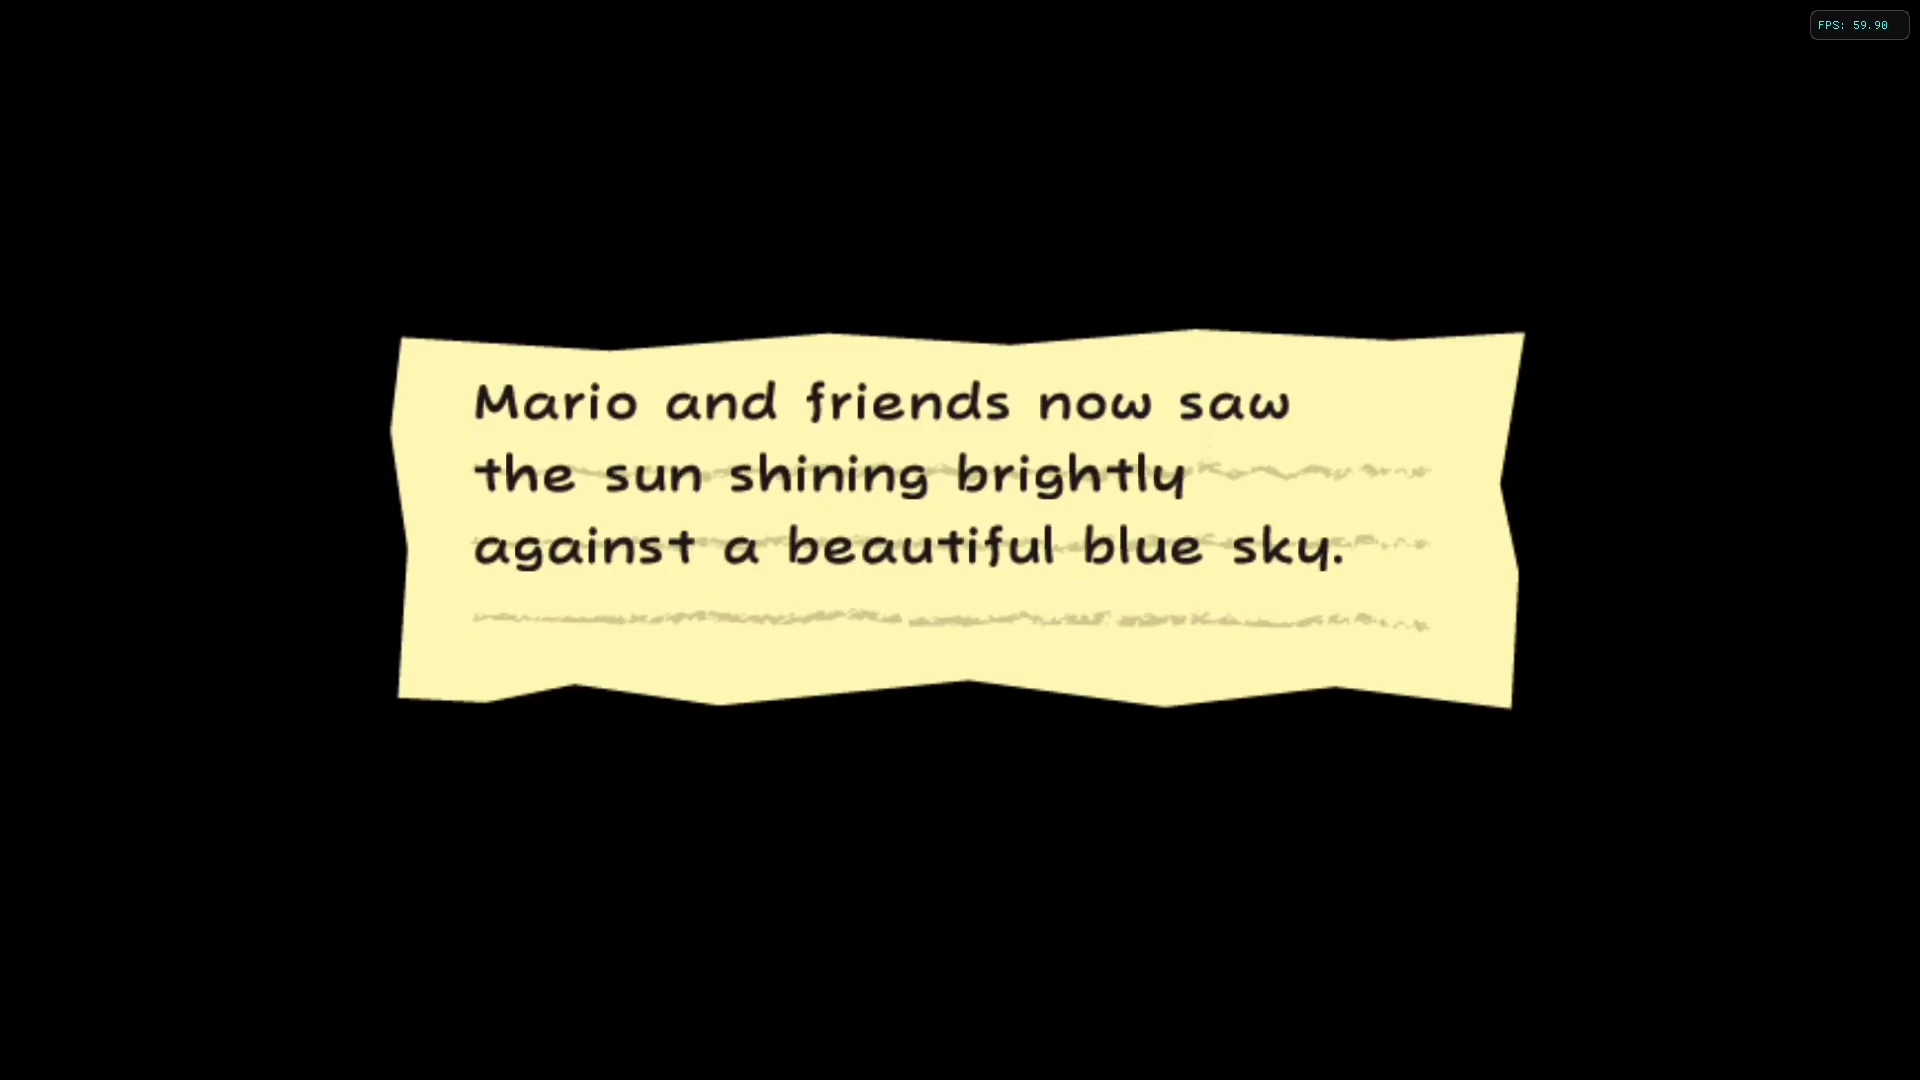 FPS: 59.90
Mario and friends now saw
the sun shining brightly
against a beautiful blue sky.